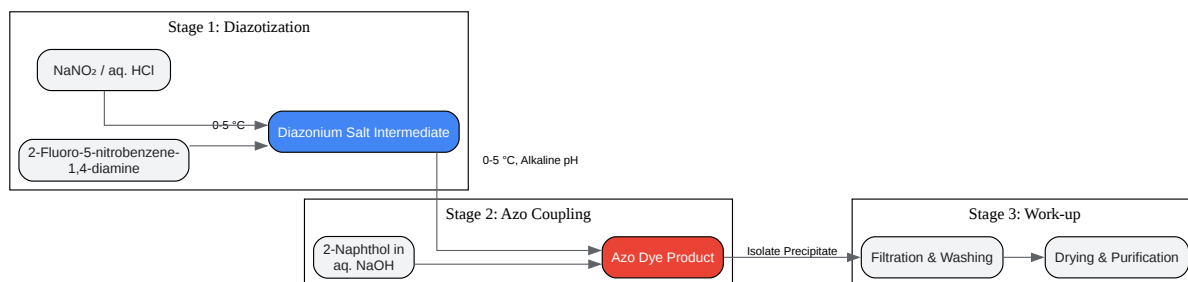 Stage 1: Diazotization
NaNO₂ / aq. HCl
0-5 °C
Diazonium Salt Intermediate
2-Fluoro-5-nitrobenzene-
1,4-diamine
0-5 °C, Alkaline pH
Stage 2: Azo Coupling
2-Naphthol in
aq. NaOH
Azo Dye Product
Isolate Precipitate
Stage 3: Work-up
Filtration & Washing
Drying & Purification